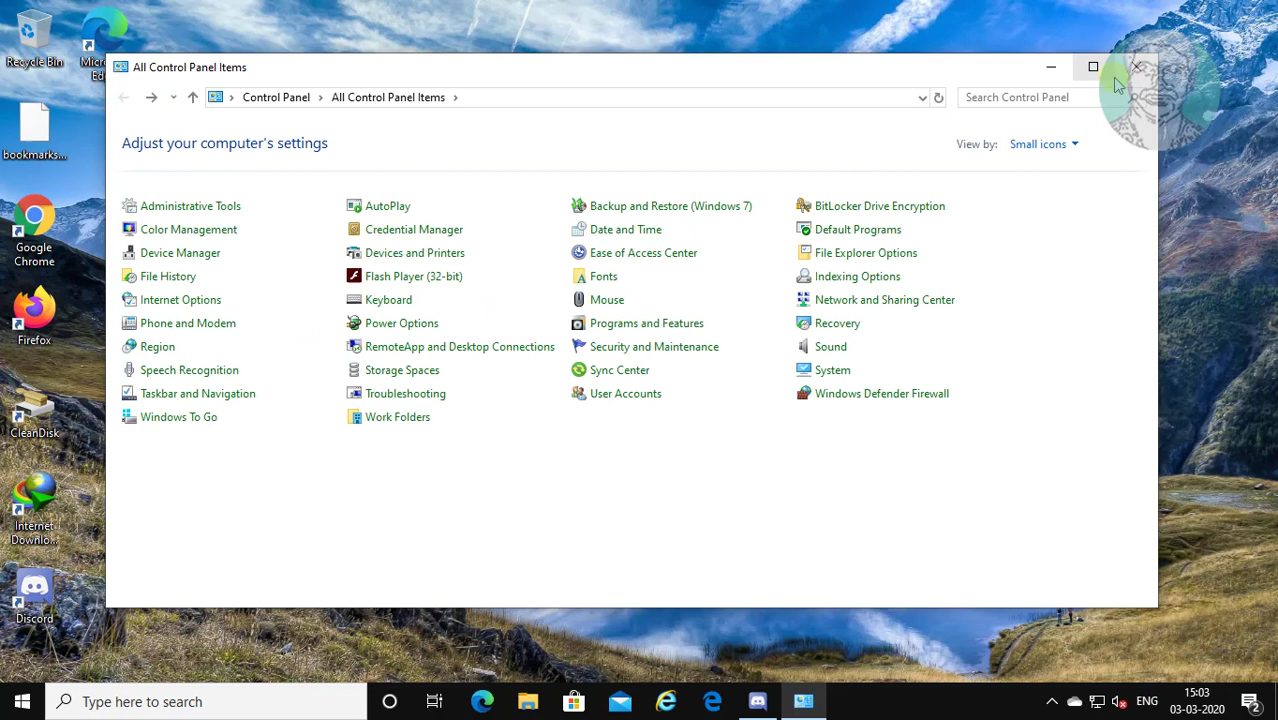 Recycle Bin
Micr
Ed
bookmarks...
Google
Chrome
Firefox
CleanDisk
Internet
Downlo...
Discord
All Control Panel Items
Control Panel
All Control Panel Items
Search Control Panel
Adjust your computer's settings
View by:
Small icons
Administrative Tools
AutoPlay
Backup and Restore (Windows 7)
BitLocker Drive Encryption
Color Management
Credential Manager
Date and Time
Default Programs
Device Manager
Devices and Printers
Ease of Access Center
File Explorer Options
File History
Flash Player (32-bit)
Fonts
Indexing Options
Internet Options
Keyboard
Mouse
Network and Sharing Center
Phone and Modem
Power Options
Programs and Features
Recovery
Region
RemoteApp and Desktop Connections
Security and Maintenance
Sound
Speech Recognition
Storage Spaces
Sync Center
System
Taskbar and Navigation
Troubleshooting
User Accounts
Windows Defender Firewall
Windows To Go
Work Folders
Type here to search
ENG
15:03
03-03-2020
2